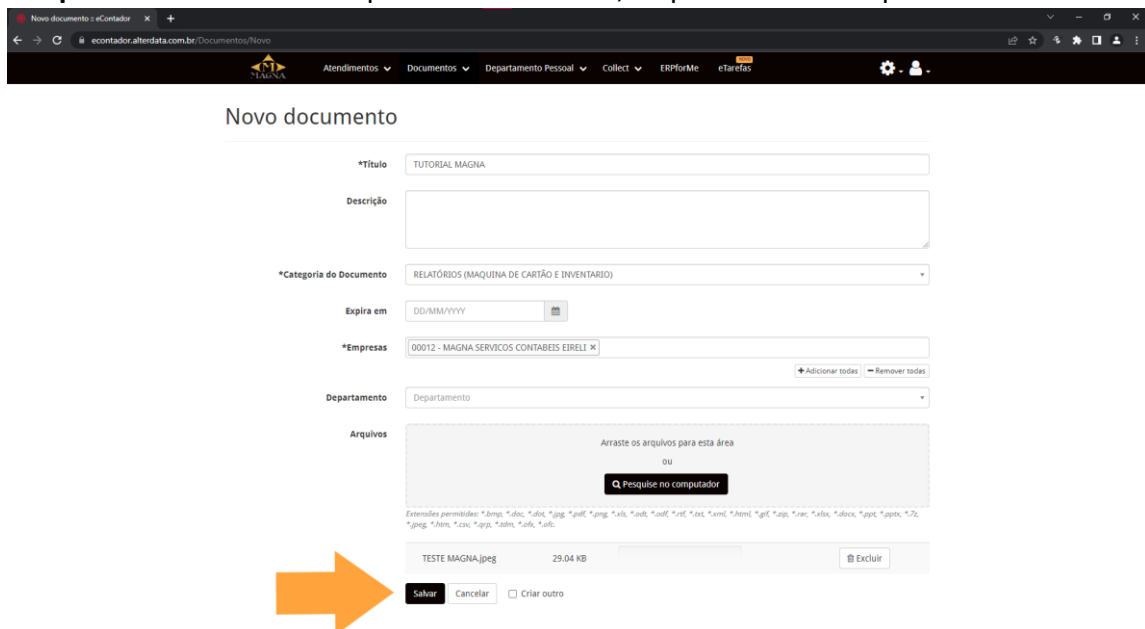 Novo documento :: eContador
econtador.alterdata.com.br/Documentos/Novo
MAGNA
Atendimentos Documentos Departamento Pessoal Collect ERPforMe eTarefas NOVO
Novo documento
*Título TUTORIAL MAGNA
Descrição
*Categoria do Documento RELATÓRIOS (MAQUINA DE CARTÃO E INVENTARIO)
Expira em DD/MM/YYYY
*Empresas 00012 - MAGNA SERVICOS CONTABEIS EIRELI ×
+ Adicionar todas − Remover todas
Departamento Departamento
Arquivos
Arraste os arquivos para esta área
ou
Pesquise no computador
Extensões permitidas: *.bmp, *.doc, *.dot, *.jpg, *.pdf, *.png, *.xls, *.odt, *.odf, *.rtf, *.txt, *.xml, *.html, *.gif, *.zip, *.rar, *.xlsx, *.docx, *.ppt, *.pptx, *.7z,
*.jpeg, *.htm, *.csv, *.qrp, *.tdm, *.ofx, *.ofc.
TESTE MAGNA.jpeg 29.04 KB Excluir
Salvar Cancelar Criar outro